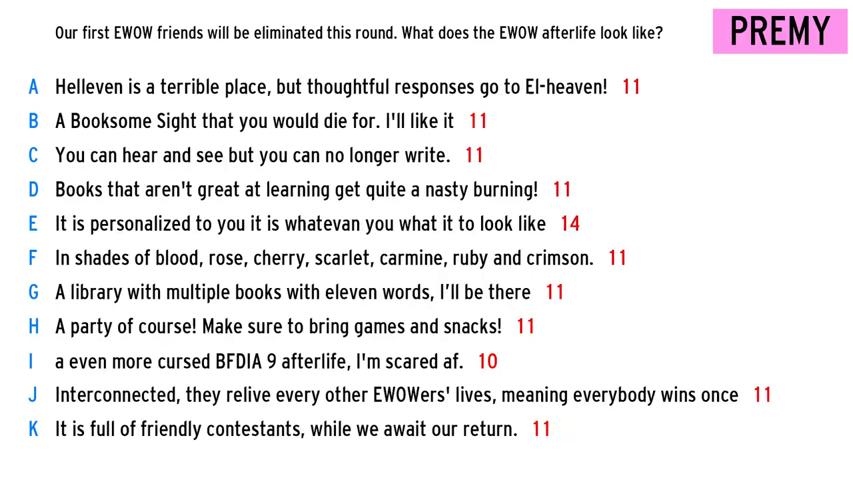 Our first EWOW friends will be eliminated this round. What does the EWOW afterlife look like?
PREMY
A Helleven is a terrible place, but thoughtful responses go to El-heaven! 11
B A Booksome Sight that you would die for. I'll like it 11
C You can hear and see but you can no longer write. 11
D Books that aren't great at learning get quite a nasty burning! 11
E It is personalized to you it is whatevan you what it to look like 14
F In shades of blood, rose, cherry, scarlet, carmine, ruby and crimson. 11
G A library with multiple books with eleven words, I’ll be there 11
H A party of course! Make sure to bring games and snacks! 11
I a even more cursed BFDIA 9 afterlife, I'm scared af. 10
J Interconnected, they relive every other EWOWers' lives, meaning everybody wins once 11
K It is full of friendly contestants, while we await our return. 11